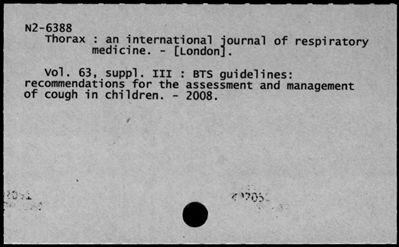 N2-6388
Thorax : an international journal of respiratory
medicine. - [London].
Vol. 63, suppl. III : BTS guidelines:
recommendations for the assessment and management
of cough in children. - 2008.